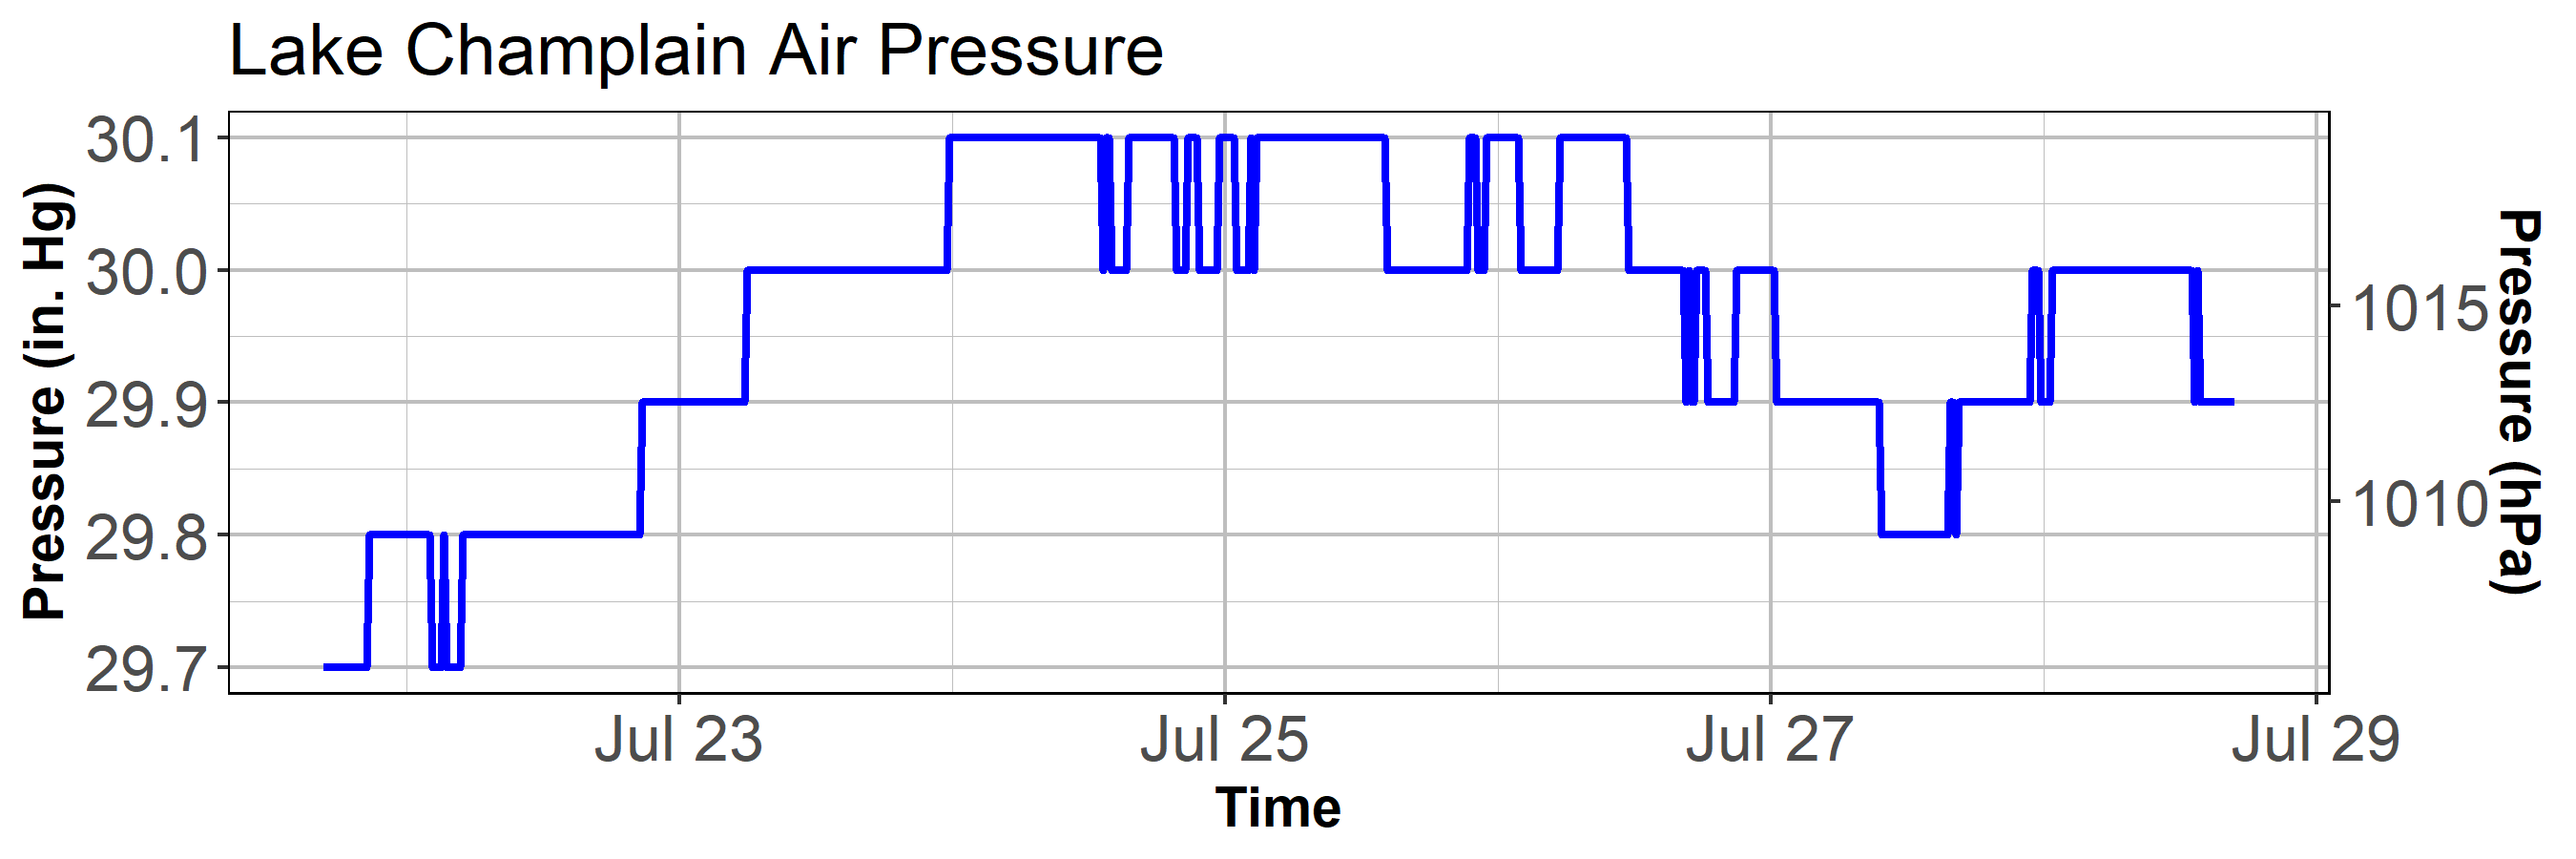 Lake Champlain Air Pressure
30.1
30.0
29.9
29.8
29.7
Pressure (in. Hg)
1015
1010
Pressure (hPa)
Jul 23 Jul 25 Jul 27 Jul 29
Time